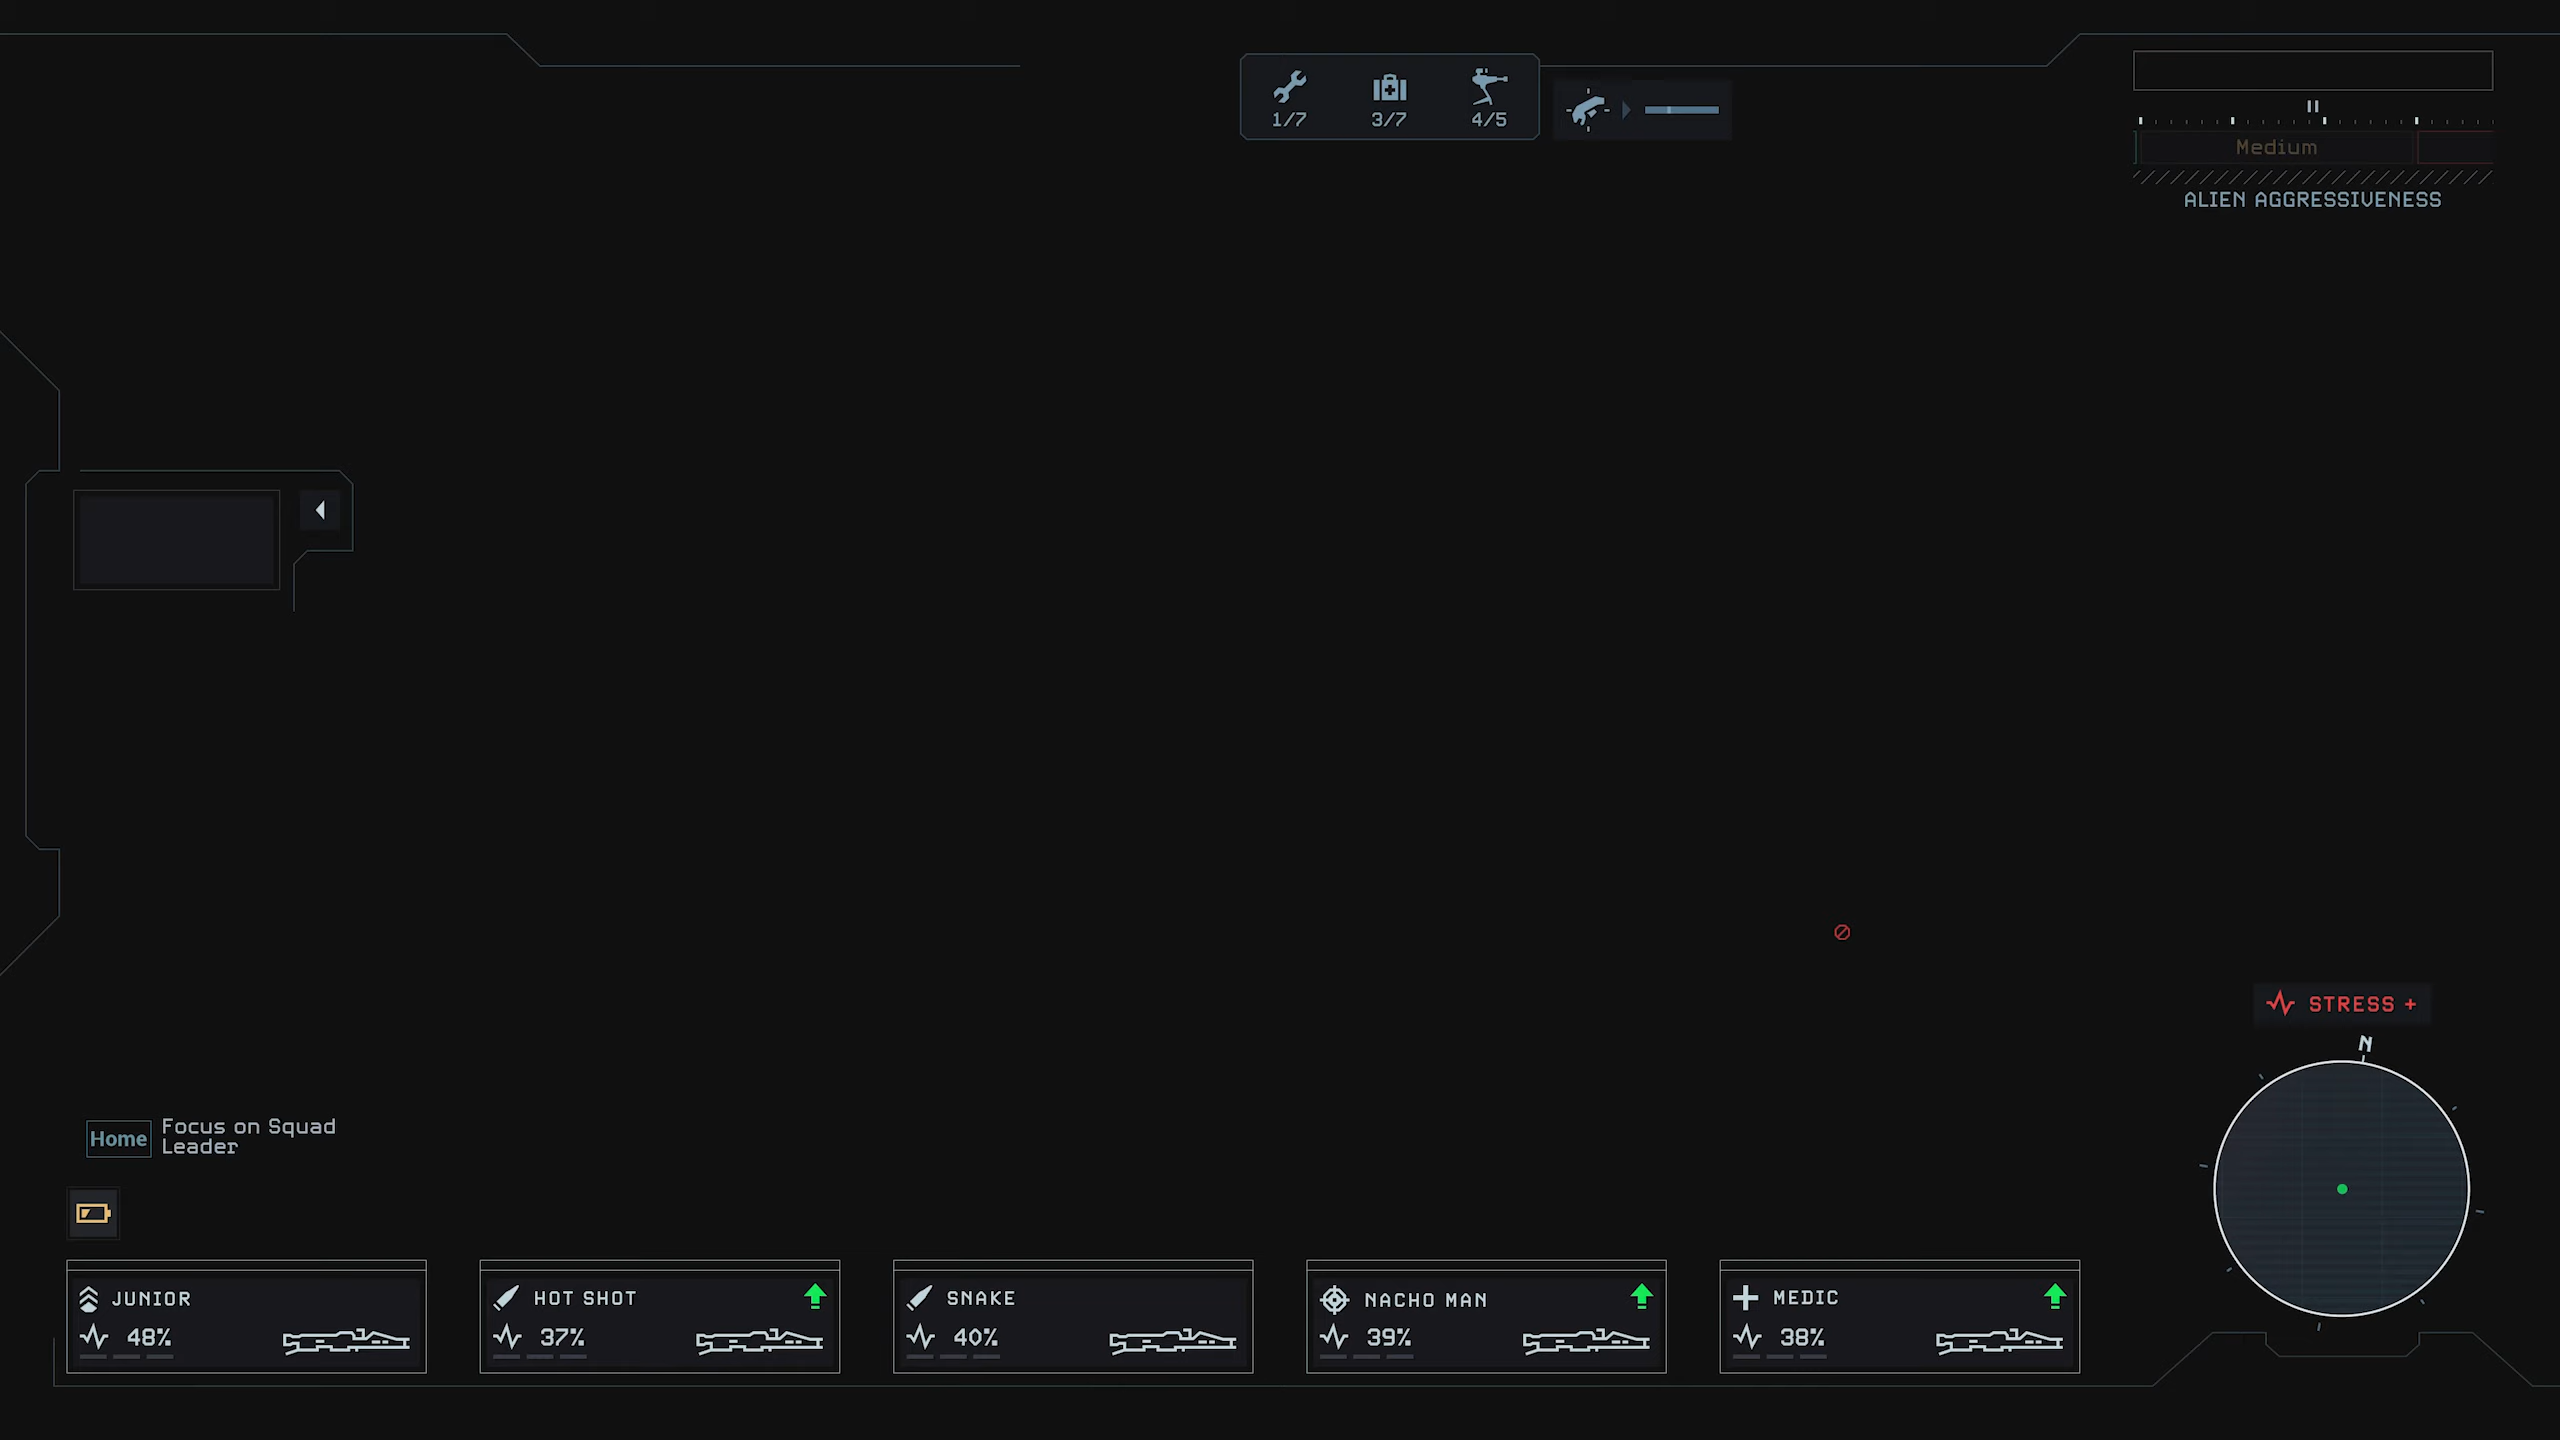 1/7
3/7
4/5
Medium
ALIEN AGGRESSIVENESS
STRESS +
N
Home
Focus on Squad
Leader
JUNIOR
48%
HOT SHOT
37%
SNAKE
40%
NACHO MAN
39%
MEDIC
38%